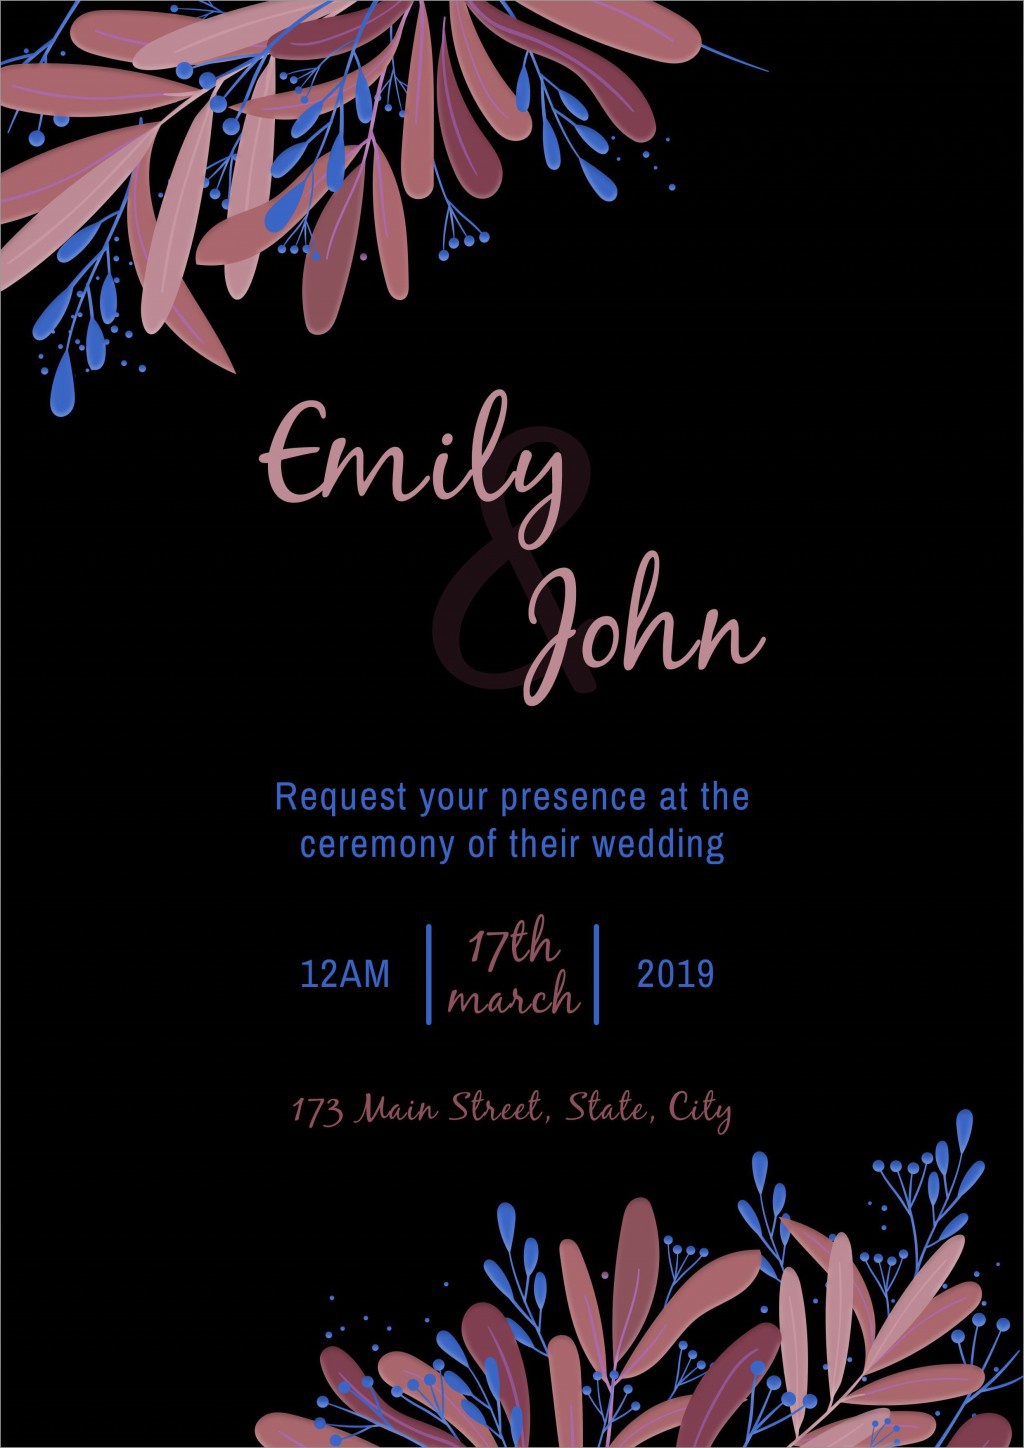 Emily
&
John
Request your presence at the
ceremony of their wedding
12AM
17th
march
2019
173 Main Street, State, City